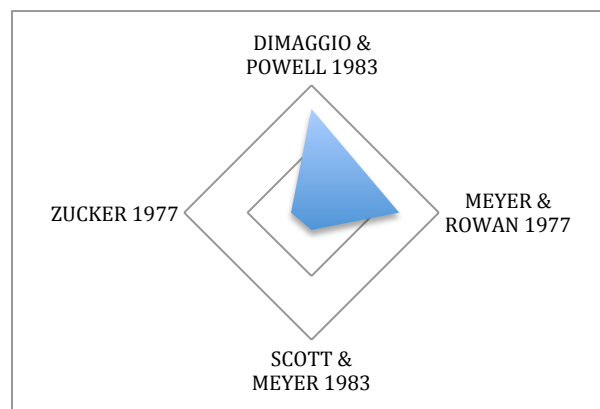 DIMAGGIO &
POWELL 1983
ZUCKER 1977
MEYER &
ROWAN 1977
SCOTT &
MEYER 1983